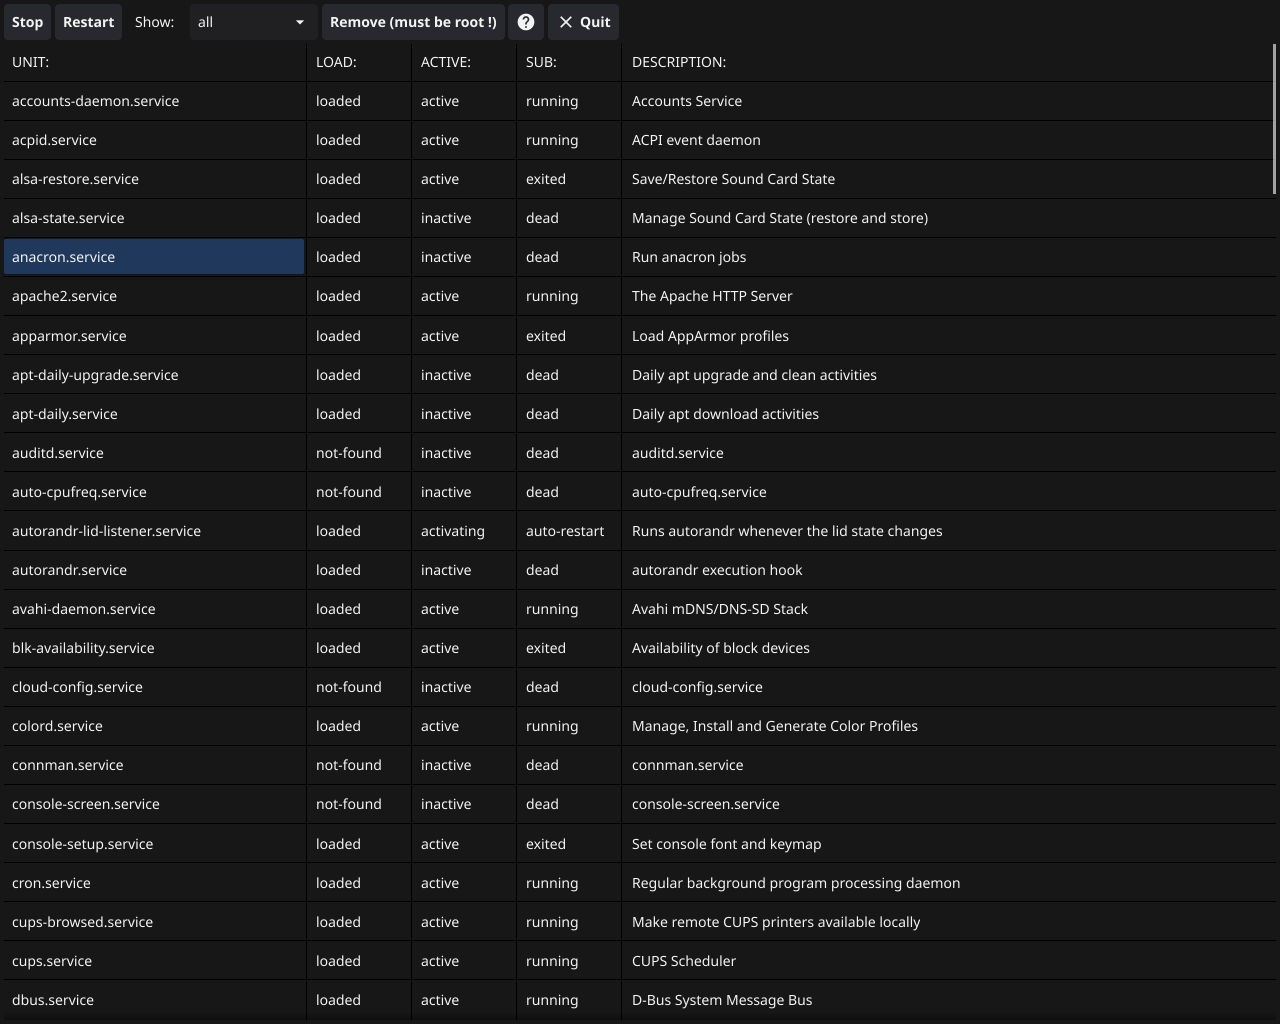 Stop Restart Show: all Remove (must be root !) ? Quit
UNIT: LOAD: ACTIVE: SUB: DESCRIPTION:
accounts-daemon.service loaded active running Accounts Service
acpid.service loaded active running ACPI event daemon
alsa-restore.service loaded active exited Save/Restore Sound Card State
alsa-state.service loaded inactive dead Manage Sound Card State (restore and store)
anacron.service loaded inactive dead Run anacron jobs
apache2.service loaded active running The Apache HTTP Server
apparmor.service loaded active exited Load AppArmor profiles
apt-daily-upgrade.service loaded inactive dead Daily apt upgrade and clean activities
apt-daily.service loaded inactive dead Daily apt download activities
auditd.service not-found inactive dead auditd.service
auto-cpufreq.service not-found inactive dead auto-cpufreq.service
autorandr-lid-listener.service loaded activating auto-restart Runs autorandr whenever the lid state changes
autorandr.service loaded inactive dead autorandr execution hook
avahi-daemon.service loaded active running Avahi mDNS/DNS-SD Stack
blk-availability.service loaded active exited Availability of block devices
cloud-config.service not-found inactive dead cloud-config.service
colord.service loaded active running Manage, Install and Generate Color Profiles
connman.service not-found inactive dead connman.service
console-screen.service not-found inactive dead console-screen.service
console-setup.service loaded active exited Set console font and keymap
cron.service loaded active running Regular background program processing daemon
cups-browsed.service loaded active running Make remote CUPS printers available locally
cups.service loaded active running CUPS Scheduler
dbus.service loaded active running D-Bus System Message Bus